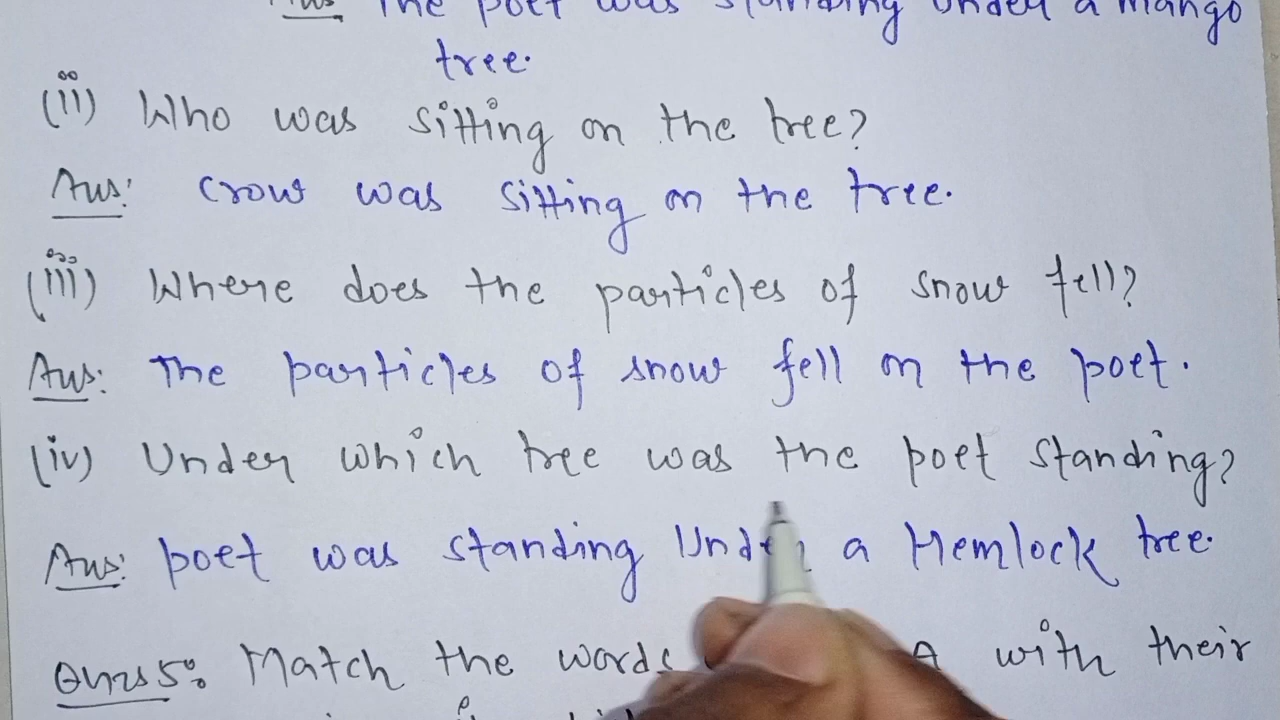 Ans The poet was standing under a mango
tree.
(ii) Who was sitting on the tree?
Ans: Crow was sitting on the tree.
(iii) Where does the particles of snow fell?
Ans: The particles of snow fell on the poet.
(iv) Under which tree was the poet standing?
Ans: poet was standing Under a Hemlock tree.
Ques 5: Match the words A with their